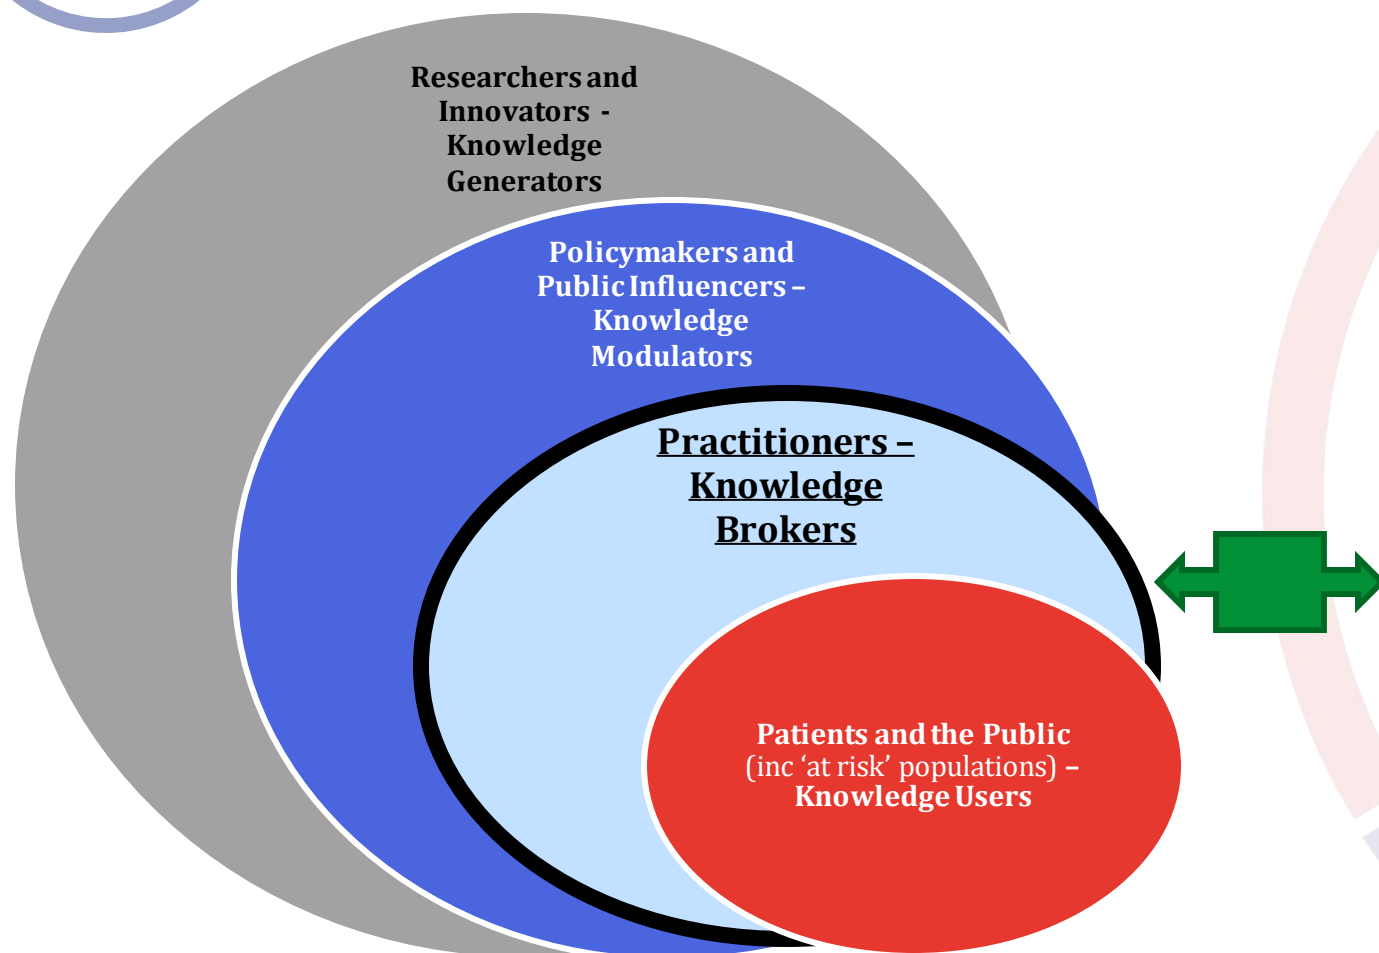 Researchers and
Innovators -
Knowledge
Generators
Policymakers and
Public Influencers –
Knowledge
Modulators
Practitioners –
Knowledge
Brokers
Patients and the Public
(inc ‘at risk’ populations) –
Knowledge Users